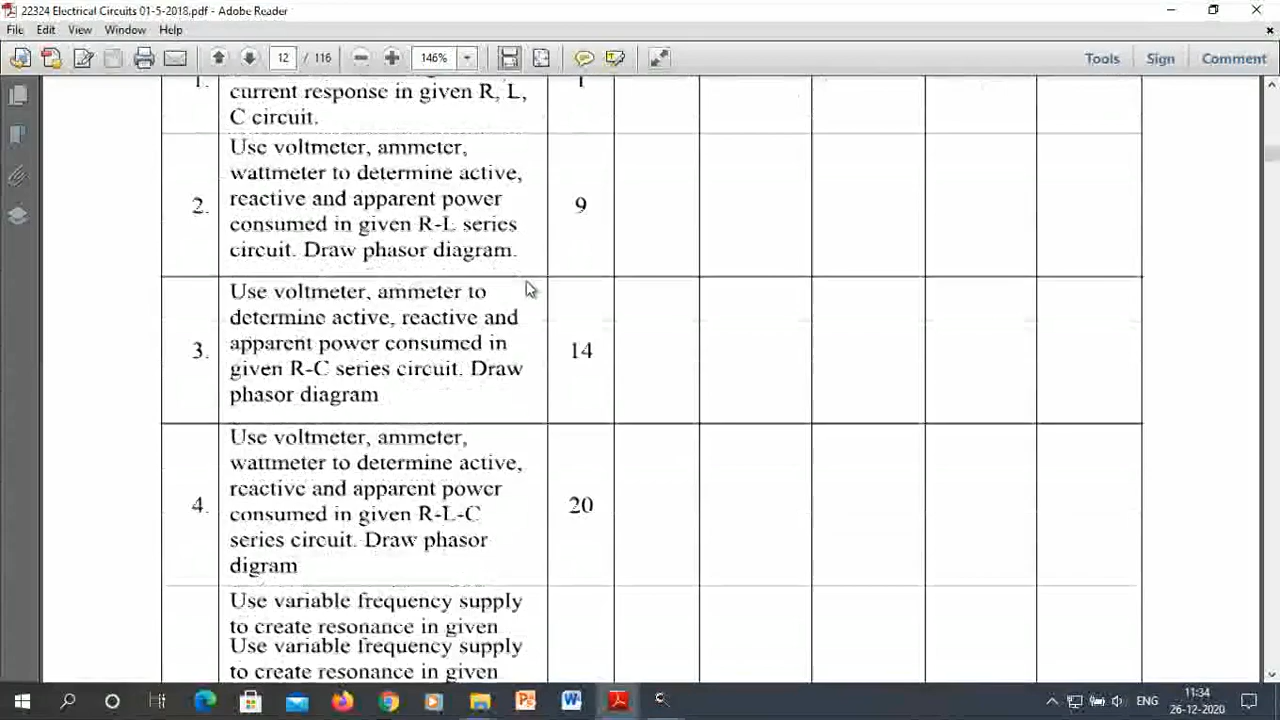 22324 Electrical Circuits 01-5-2018.pdf - Adobe Reader
File Edit View Window Help
12 / 116 146% Tools Sign Comment
1.
current response in given R, L,
C circuit.
1
2.
Use voltmeter, ammeter,
wattmeter to determine active,
reactive and apparent power
consumed in given R-L series
circuit. Draw phasor diagram.
9
3.
Use voltmeter, ammeter to
determine active, reactive and
apparent power consumed in
given R-C series circuit. Draw
phasor diagram
14
4.
Use voltmeter, ammeter,
wattmeter to determine active,
reactive and apparent power
consumed in given R-L-C
series circuit. Draw phasor
digram
20
Use variable frequency supply
to create resonance in given
Use variable frequency supply
to create resonance in given
ENG
11:34
26-12-2020